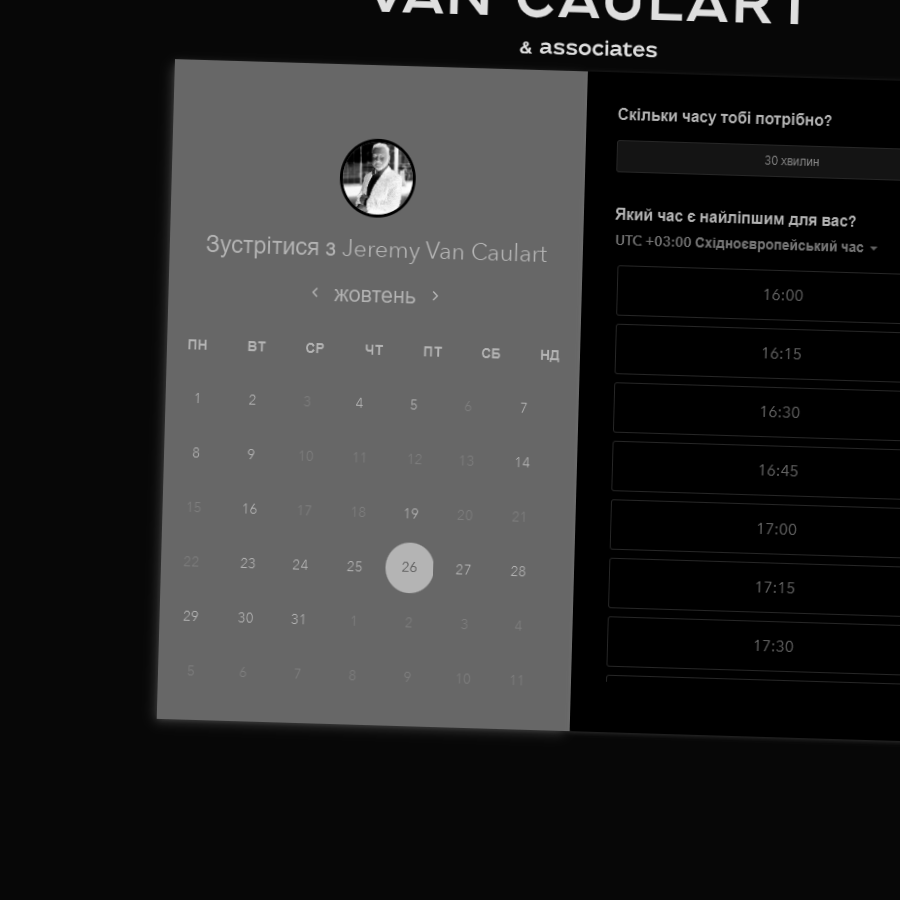 VAN CAULART
& associates
Зустрітися з Jeremy Van Caulart
жовтень
ПН ВТ СР ЧТ ПТ СБ НД
1 2 3 4 5 6 7
8 9 10 11 12 13 14
15 16 17 18 19 20 21
22 23 24 25 26 27 28
29 30 31 1 2 3 4
5 6 7 8 9 10 11
Скільки часу тобі потрібно?
30 хвилин
Який час є найліпшим для вас?
UTC +03:00 Східноєвропейський час
16:00
16:15
16:30
16:45
17:00
17:15
17:30